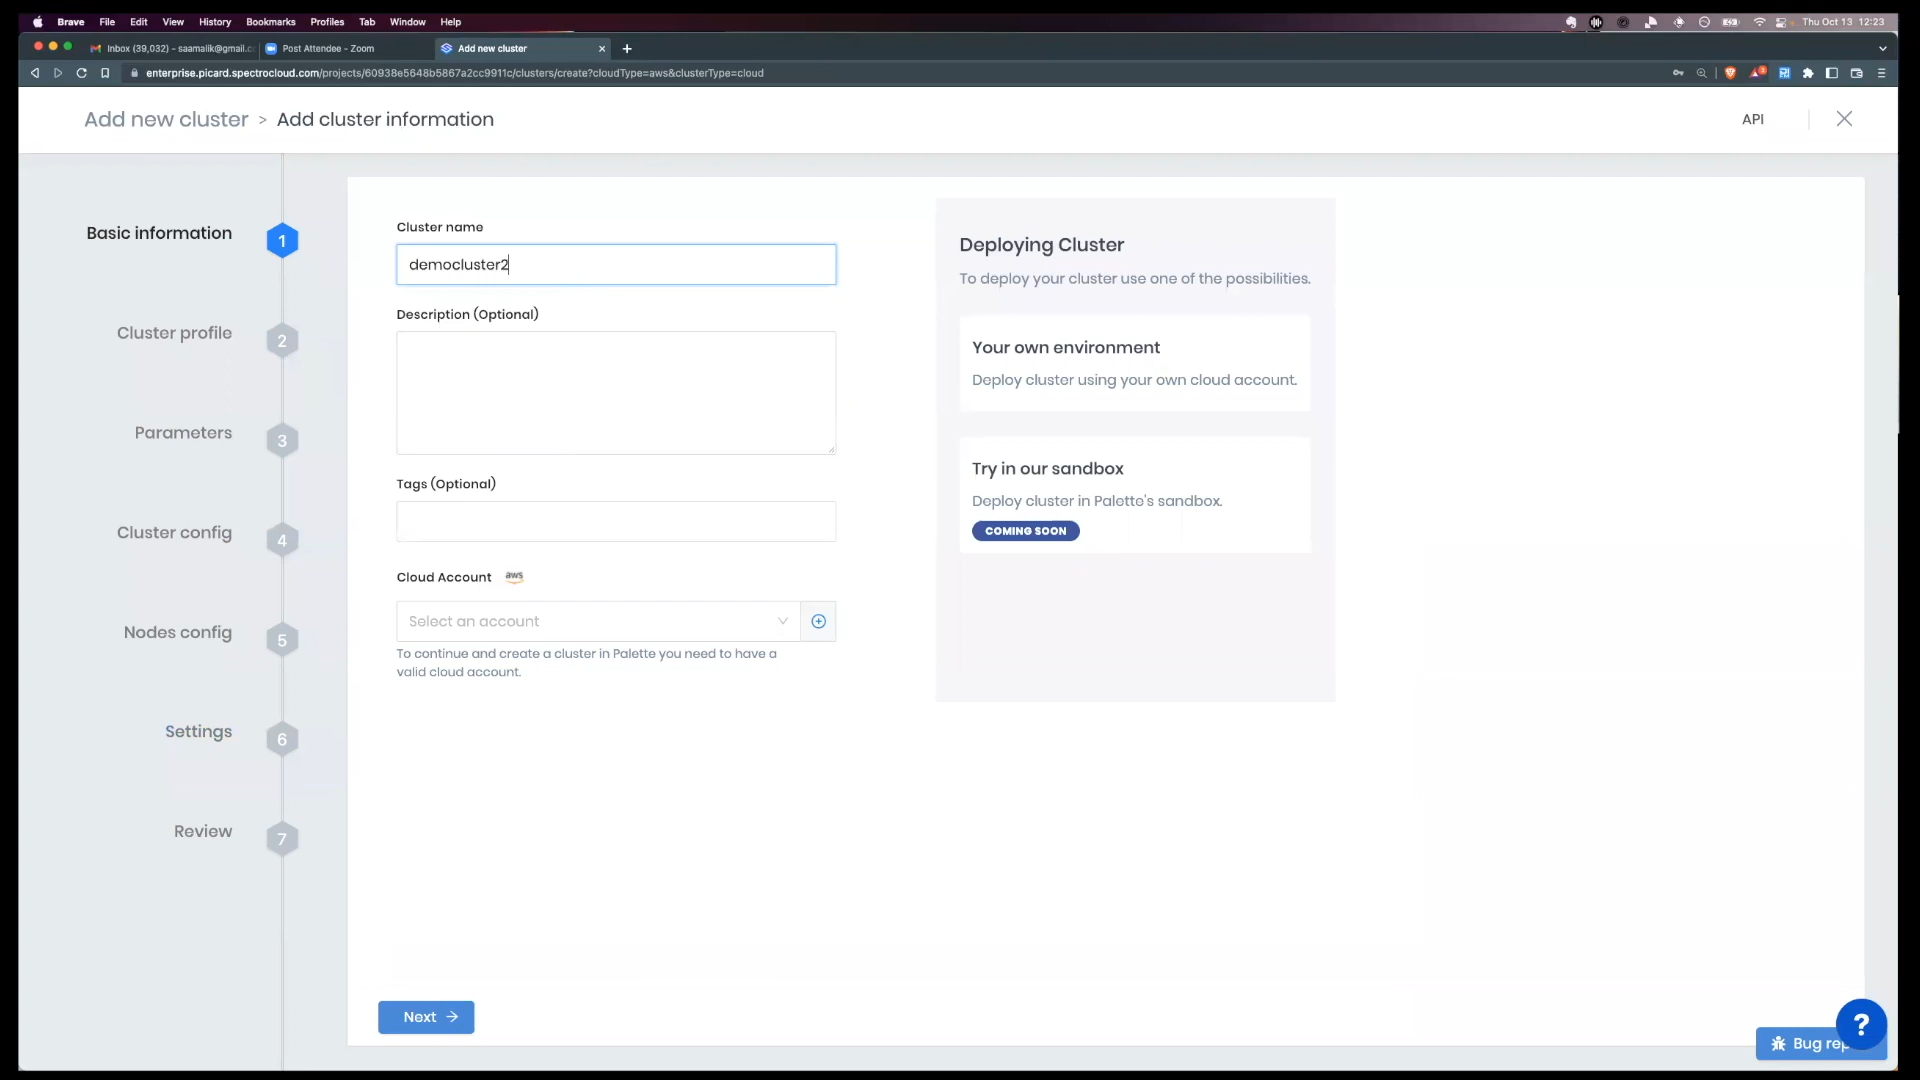 Brave File Edit View History Bookmarks Profiles Tab Window Help
Thu Oct 13 12:23
Inbox (39,032) - saamalik@gmail.c
Post Attendee - Zoom
Add new cluster
enterprise.picard.spectrocloud.com/projects/60938e5648b5867a2cc9911c/clusters/create?cloudType=aws&clusterType=cloud
Add new cluster > Add cluster information
API
Basic information
1
Cluster profile
2
Parameters
3
Cluster config
4
Nodes config
5
Settings
6
Review
7
Cluster name
democluster2
Description (Optional)
Tags (Optional)
Cloud Account aws
Select an account
To continue and create a cluster in Palette you need to have a
valid cloud account.
Deploying Cluster
To deploy your cluster use one of the possibilities.
Your own environment
Deploy cluster using your own cloud account.
Try in our sandbox
Deploy cluster in Palette's sandbox.
COMING SOON
Next
?
Bug rep